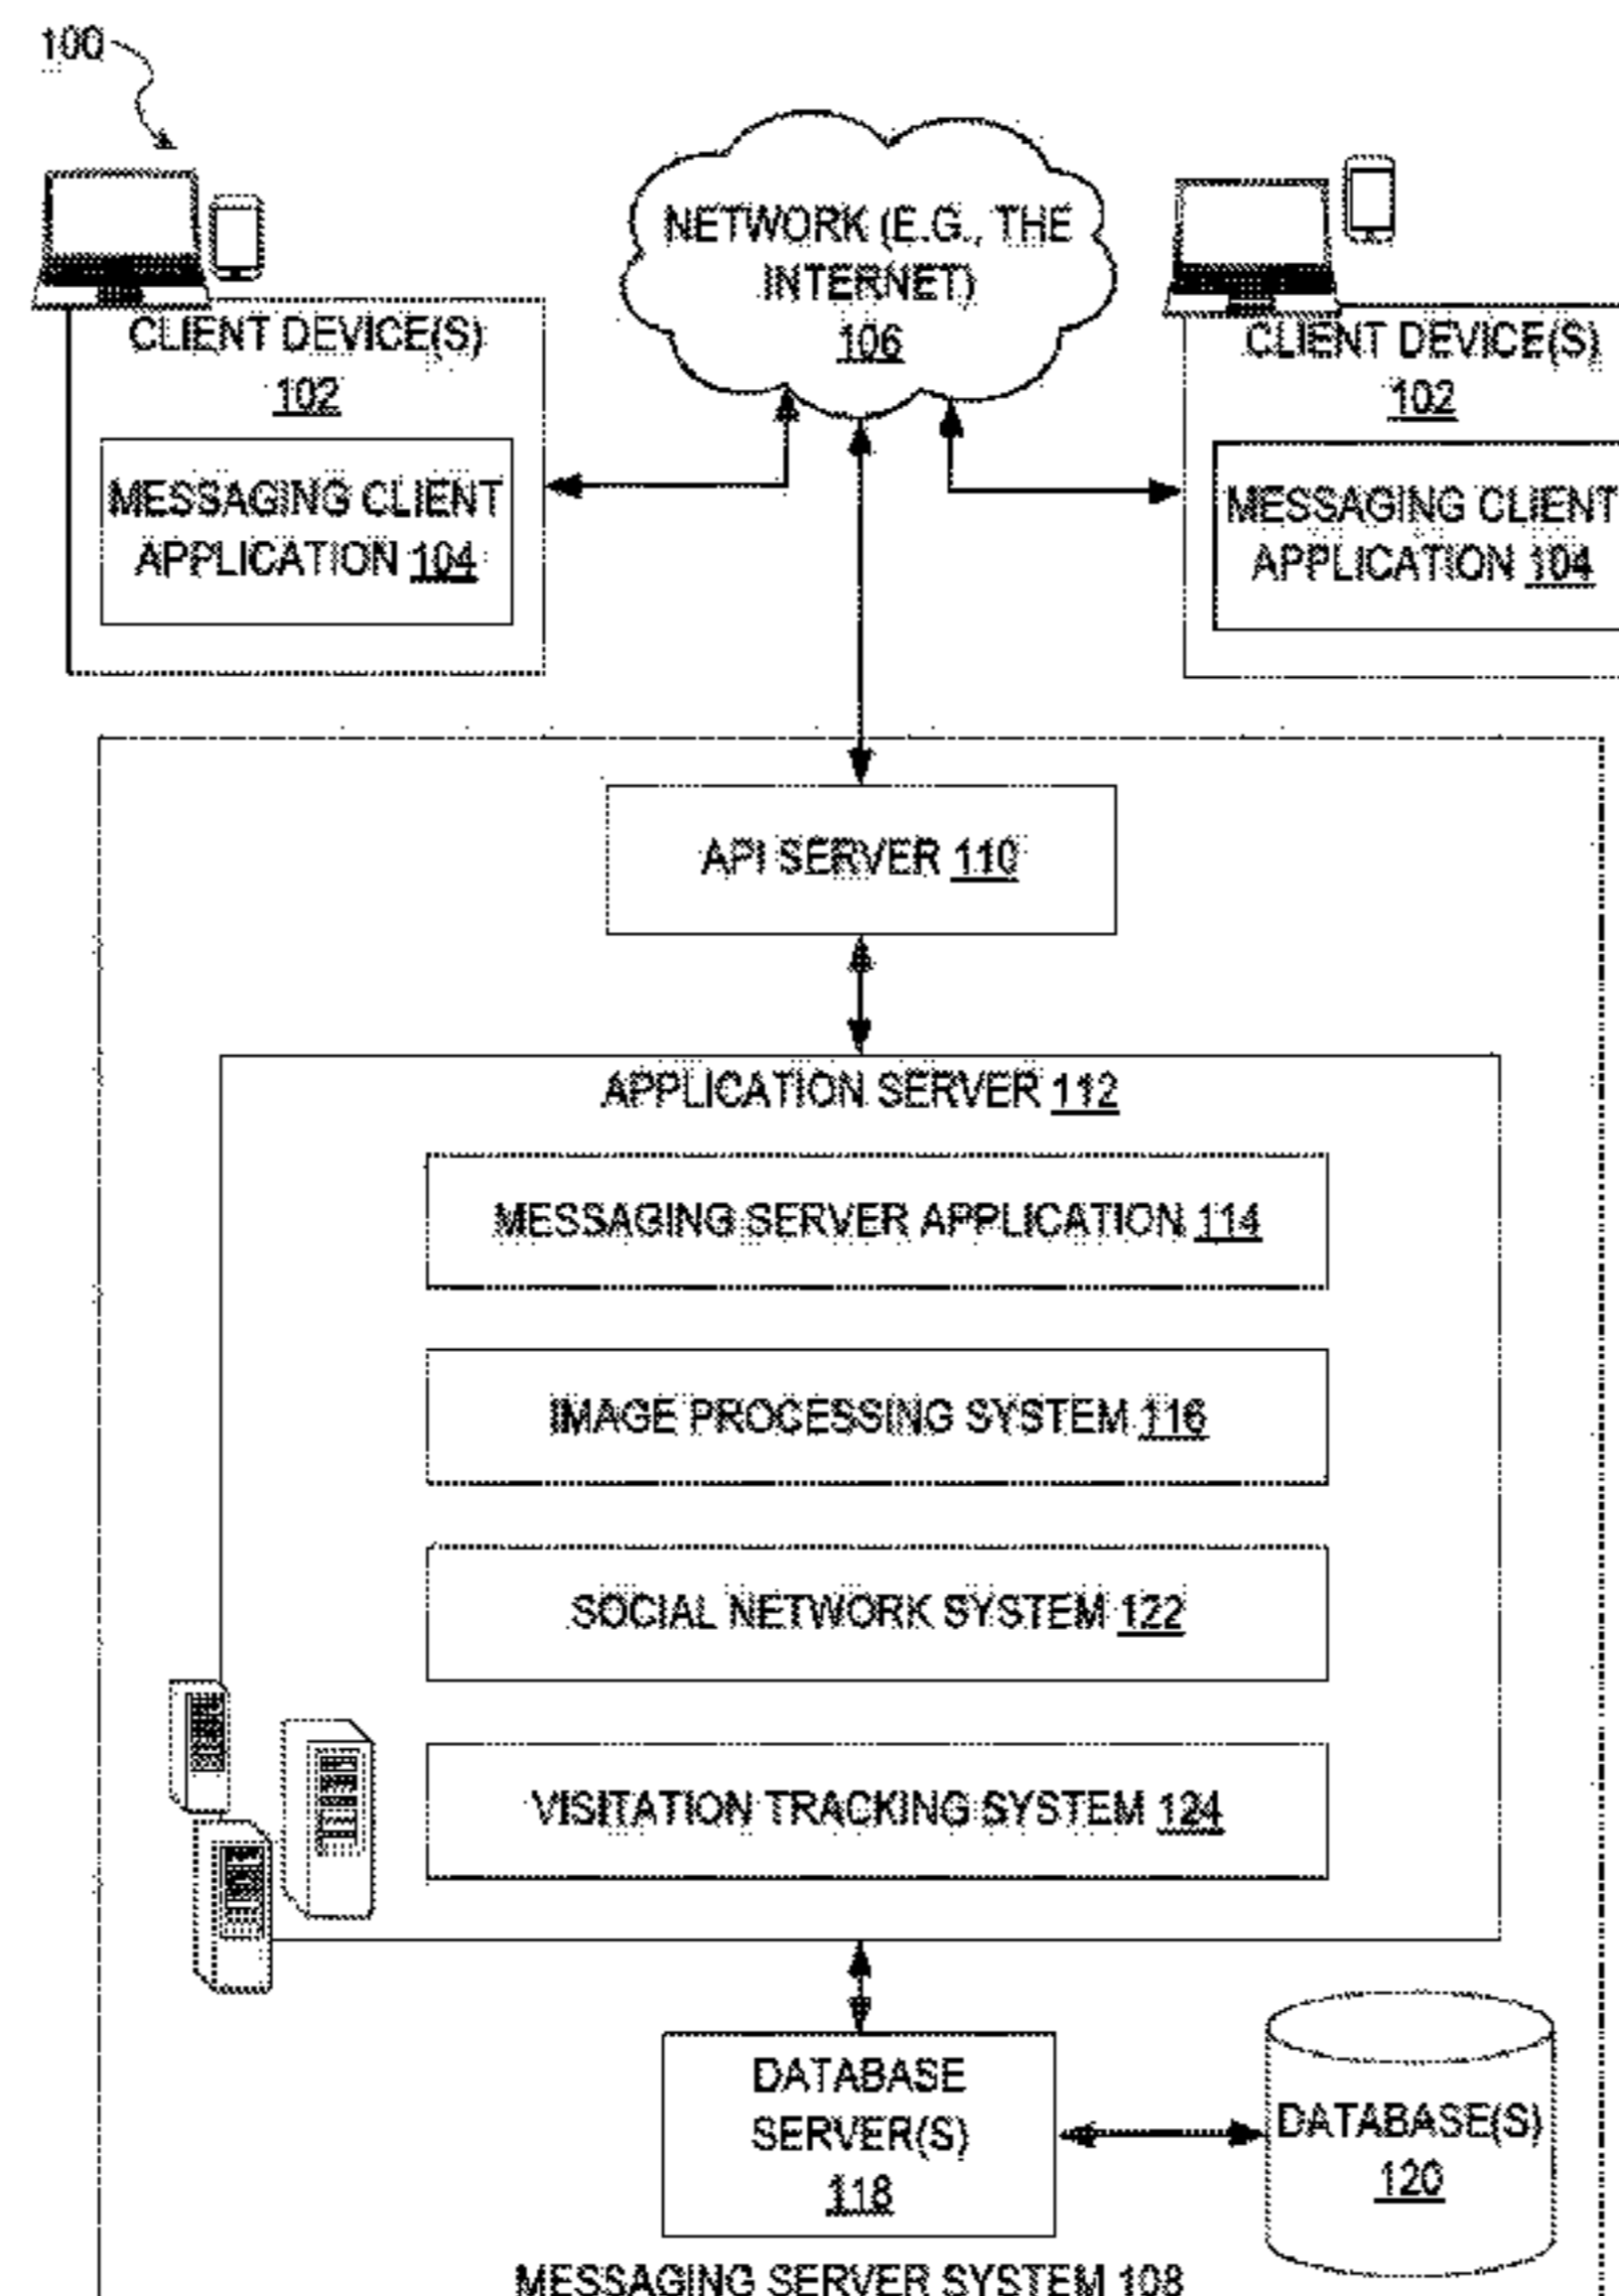 100
NETWORK (E.G., THE
INTERNET)
106
CLIENT DEVICE(S)
102
MESSAGING CLIENT
APPLICATION 104
CLIENT DEVICE(S)
102
MESSAGING CLIENT
APPLICATION 104
API SERVER 110
APPLICATION SERVER 112
MESSAGING SERVER APPLICATION 114
IMAGE PROCESSING SYSTEM 116
SOCIAL NETWORK SYSTEM 122
VISITATION TRACKING SYSTEM 124
DATABASE
SERVER(S)
118
DATABASE(S)
120
MESSAGING SERVER SYSTEM 108